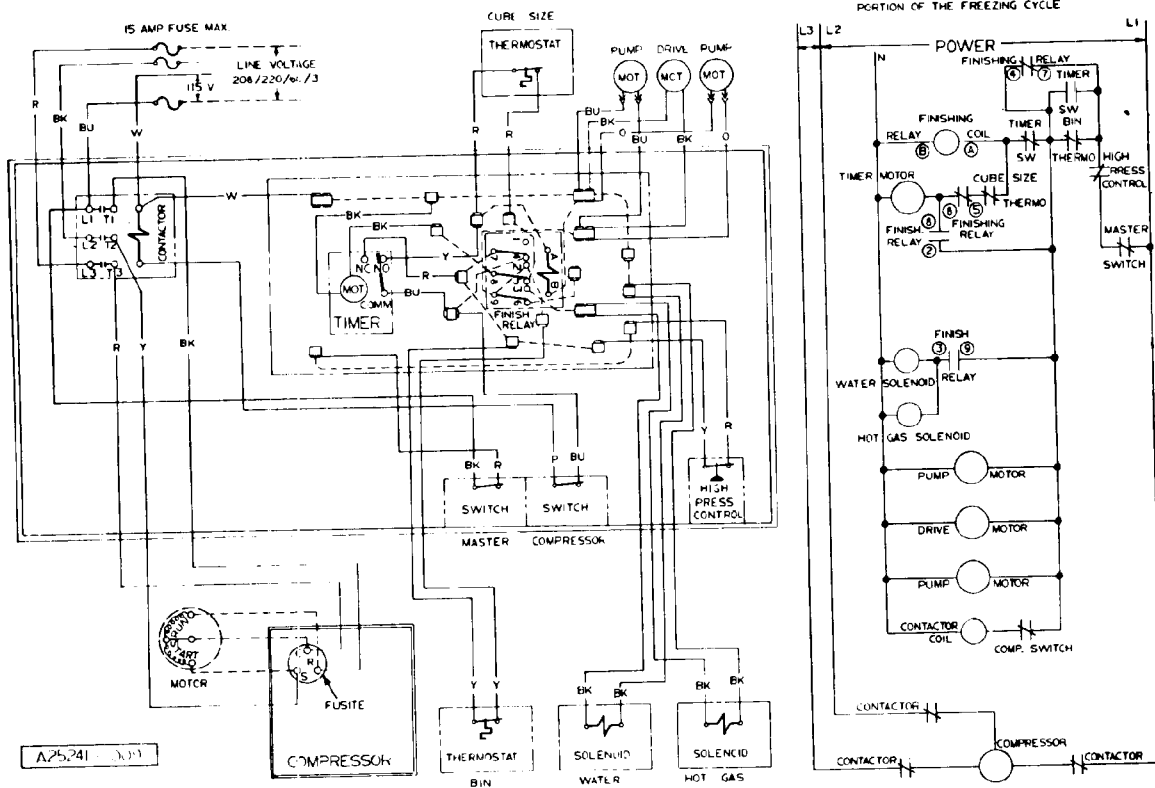 PORTION OF THE FREEZING CYCLE
15 AMP FUSE MAX.
LINE VOLTAGE
208/220/60/3
115 V
R
BK
BU
W
CUBE SIZE
THERMOSTAT
R
R
PUMP DRIVE PUMP
MOT
MOT
MOT
BU
BK
O
BU
BK
O
W
L1 T1
L2 T2
L3 T3
CONTACTOR
BK
BK
Y
R
BU
NC NO
MOT
COMM
TIMER
A
B
FINISH
RELAY
R
Y
BK
BK
R
P
BU
Y
R
SWITCH
SWITCH
MASTER COMPRESSOR
HIGH
PRESS
CONTROL
RUN
START
MOTOR
C
R
S
FUSITE
COMPRESSOR
A25241 009
Y
Y
THERMOSTAT
BIN
BK
BK
SOLENOID
WATER
BK
BK
SOLENOID
HOT GAS
L3
L2
L1
POWER
N
FINISHING RELAY
4
7
TIMER
SW
BIN
THERMO
FINISHING
RELAY
B
COIL
A
TIMER
SW
HIGH
PRESS
CONTROL
TIMER MOTOR
CUBE SIZE
THERMO
8
8
5
FINISH
RELAY
FINISHING
RELAY
2
MASTER
SWITCH
FINISH
3
9
RELAY
WATER SOLENOID
HOT GAS SOLENOID
PUMP MOTOR
DRIVE MOTOR
PUMP MOTOR
CONTACTOR
COIL
COMP. SWITCH
CONTACTOR
COMPRESSOR
CONTACTOR
CONTACTOR